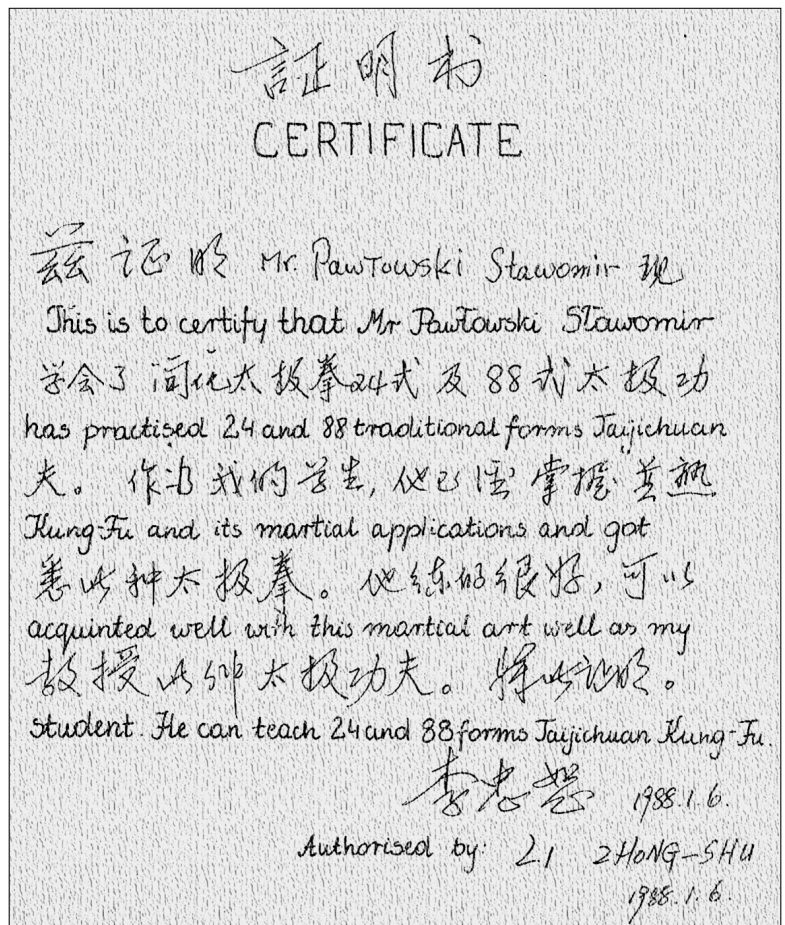 証明书
CERTIFICATE
兹证明 Mr. Pawłowski Sławomir 现
This is to certify that Mr Pawłowski Sławomir
学会了简化太极拳24式及88式太极功
has practised 24 and 88 traditional forms Taijichuan
夫。作为我的学生,他已经掌握并熟
Kung-Fu and its martial applications and got
悉此种太极拳。他练的很好,可以
acquinted well with this martial art well as my
教授此种太极功夫。特此证明。
student. He can teach 24 and 88 forms Taijichuan Kung-Fu.
李忠恕 1988.1.6.
Authorised by: LI ZHONG-SHU
1988.1.6.